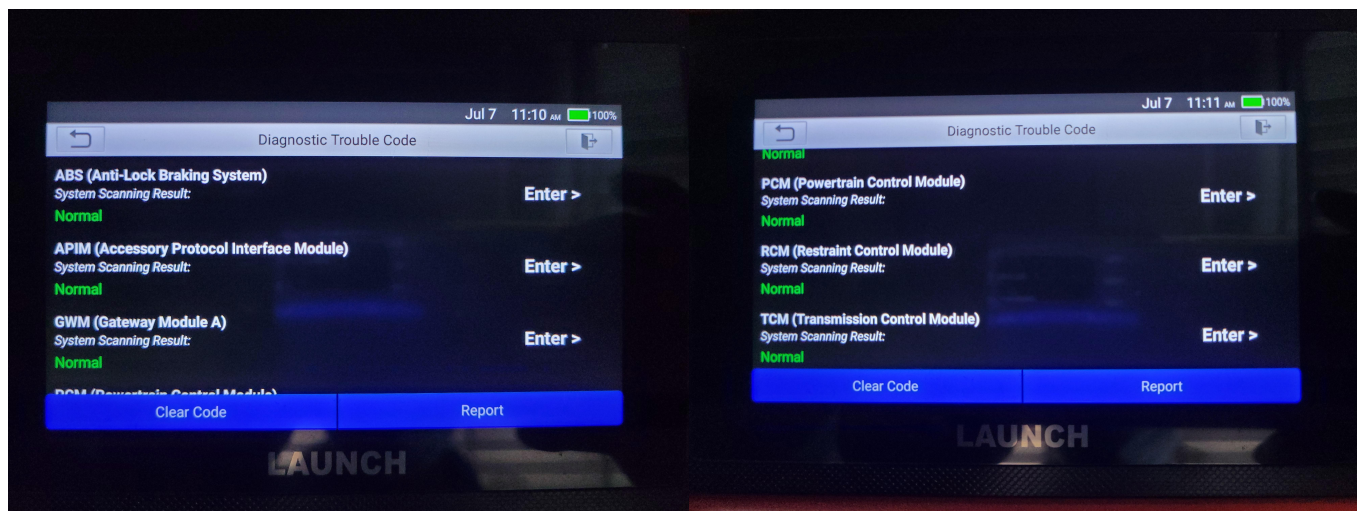 Jul 7 11:10 AM 100%
Diagnostic Trouble Code
ABS (Anti-Lock Braking System)
System Scanning Result:
Enter >
Normal
APIM (Accessory Protocol Interface Module)
System Scanning Result:
Enter >
Normal
GWM (Gateway Module A)
System Scanning Result:
Enter >
Normal
PCM (Powertrain Control Module)
Clear Code
Report
LAUNCH
Jul 7 11:11 AM 100%
Diagnostic Trouble Code
Normal
PCM (Powertrain Control Module)
System Scanning Result:
Enter >
Normal
RCM (Restraint Control Module)
System Scanning Result:
Enter >
Normal
TCM (Transmission Control Module)
System Scanning Result:
Enter >
Normal
Clear Code
Report
LAUNCH